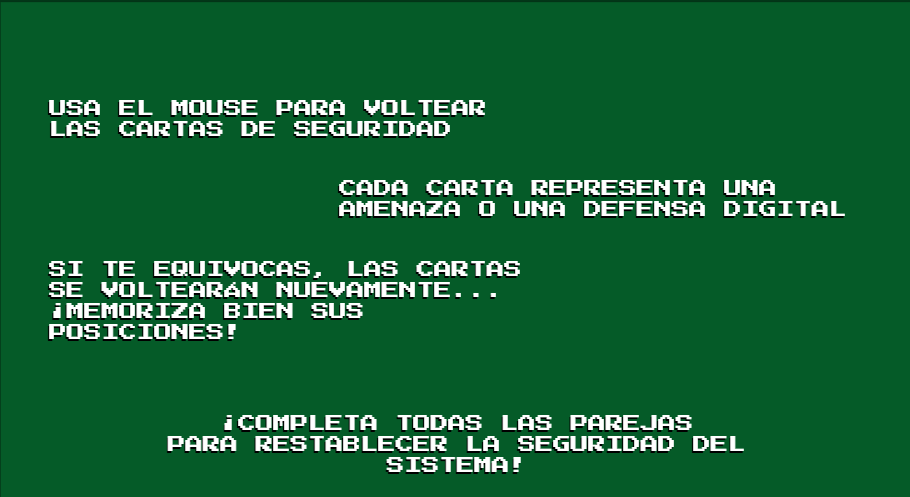 USA EL MOUSE PARA VOLTEAR
LAS CARTAS DE SEGURIDAD
CADA CARTA REPRESENTA UNA
AMENAZA O UNA DEFENSA DIGITAL
SI TE EQUIVOCAS, LAS CARTAS
SE VOLTEARáN NUEVAMENTE...
¡MEMORIZA BIEN SUS
POSICIONES!
¡COMPLETA TODAS LAS PAREJAS
PARA RESTABLECER LA SEGURIDAD DEL
SISTEMA!